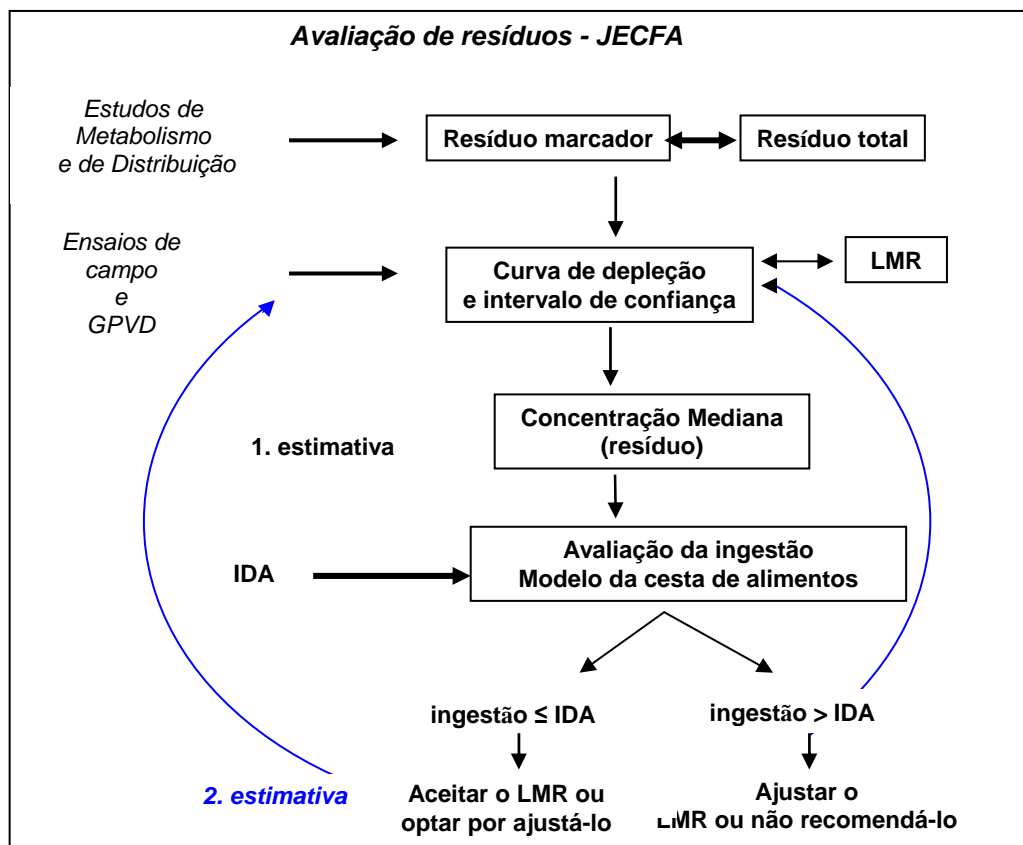 Avaliação de resíduos - JECFA
Estudos de
Metabolismo
e de Distribuição
Resíduo marcador
Resíduo total
Ensaios de
campo
e
GPVD
Curva de depleção
e intervalo de confiança
LMR
Concentração Mediana
(resíduo)
1. estimativa
Avaliação da ingestão
Modelo da cesta de alimentos
IDA
ingestão ≤ IDA
ingestão > IDA
2. estimativa
Aceitar o LMR ou
optar por ajustá-lo
Ajustar o
LMR ou não recomendá-lo